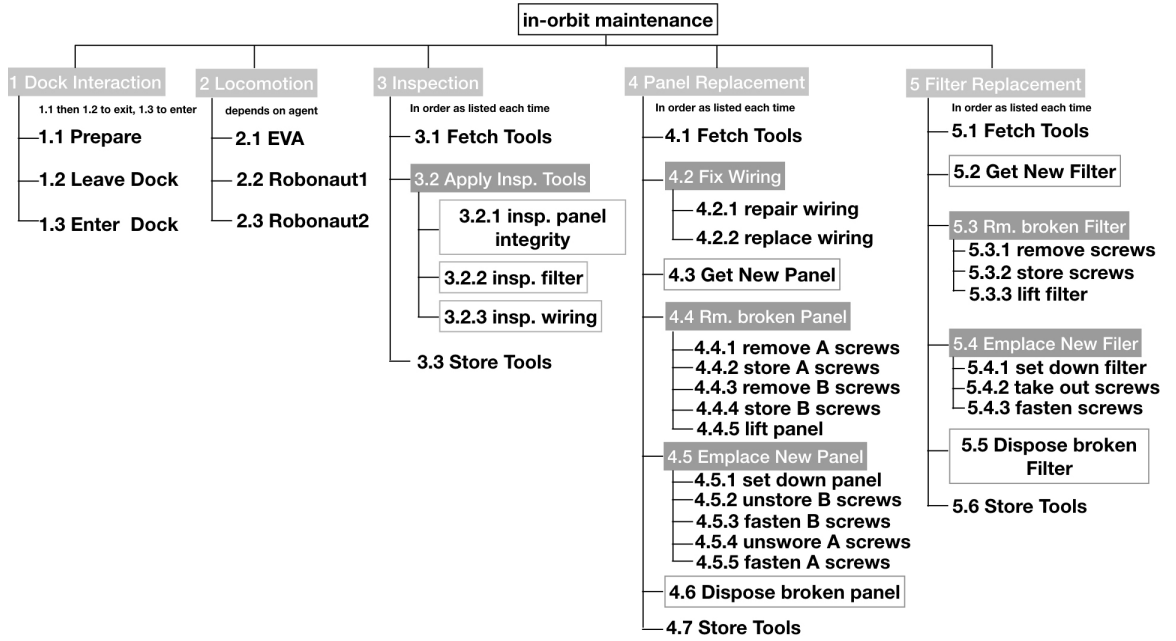 in-orbit maintenance
1 Dock Interaction
1.1 then 1.2 to exit, 1.3 to enter
1.1 Prepare
1.2 Leave Dock
1.3 Enter Dock
2 Locomotion
depends on agent
2.1 EVA
2.2 Robonaut1
2.3 Robonaut2
3 Inspection
In order as listed each time
3.1 Fetch Tools
3.2 Apply Insp. Tools
3.2.1 insp. panel
integrity
3.2.2 insp. filter
3.2.3 insp. wiring
3.3 Store Tools
4 Panel Replacement
In order as listed each time
4.1 Fetch Tools
4.2 Fix Wiring
4.2.1 repair wiring
4.2.2 replace wiring
4.3 Get New Panel
4.4 Rm. broken Panel
4.4.1 remove A screws
4.4.2 store A screws
4.4.3 remove B screws
4.4.4 store B screws
4.4.5 lift panel
4.5 Emplace New Panel
4.5.1 set down panel
4.5.2 unstore B screws
4.5.3 fasten B screws
4.5.4 unswore A screws
4.5.5 fasten A screws
4.6 Dispose broken panel
4.7 Store Tools
5 Filter Replacement
In order as listed each time
5.1 Fetch Tools
5.2 Get New Filter
5.3 Rm. broken Filter
5.3.1 remove screws
5.3.2 store screws
5.3.3 lift filter
5.4 Emplace New Filer
5.4.1 set down filter
5.4.2 take out screws
5.4.3 fasten screws
5.5 Dispose broken
Filter
5.6 Store Tools